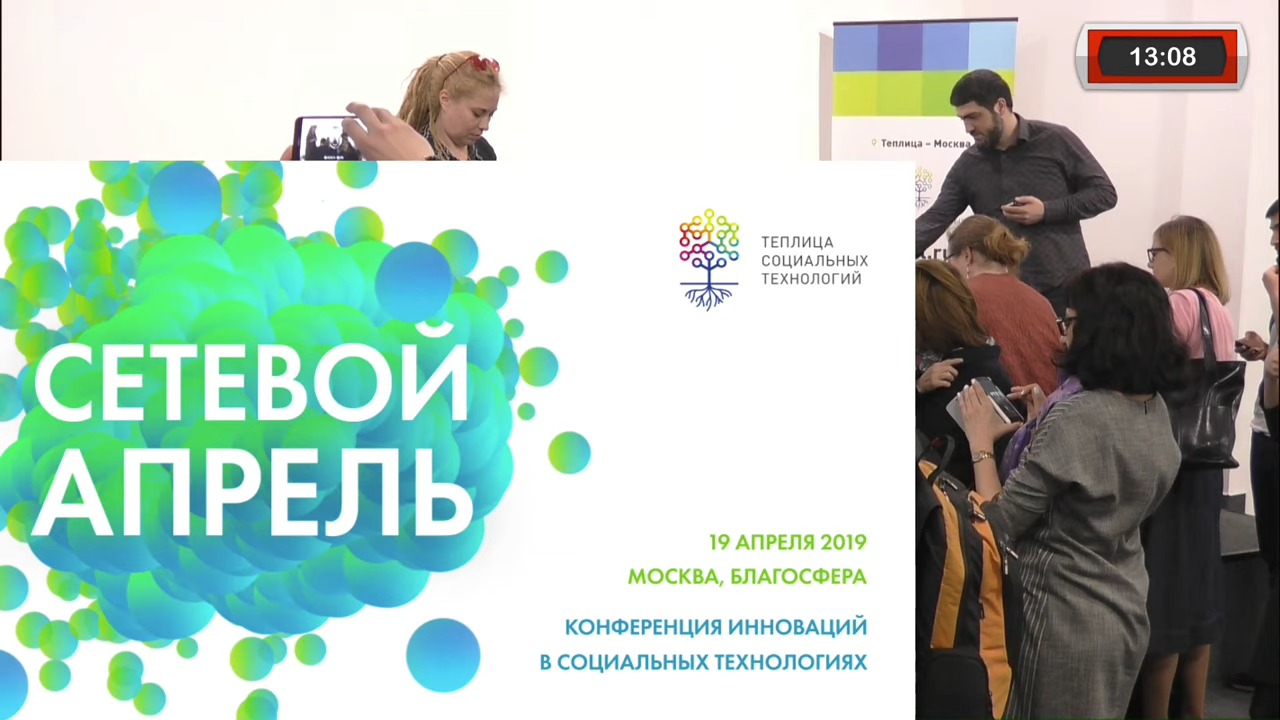 13:08
Теплица – Москва
ТЕПЛИЦА
СОЦИАЛЬНЫХ
ТЕХНОЛОГИЙ
СЕТЕВОЙ
АПРЕЛЬ
19 АПРЕЛЯ 2019
МОСКВА, БЛАГОСФЕРА
КОНФЕРЕНЦИЯ ИННОВАЦИЙ
В СОЦИАЛЬНЫХ ТЕХНОЛОГИЯХ